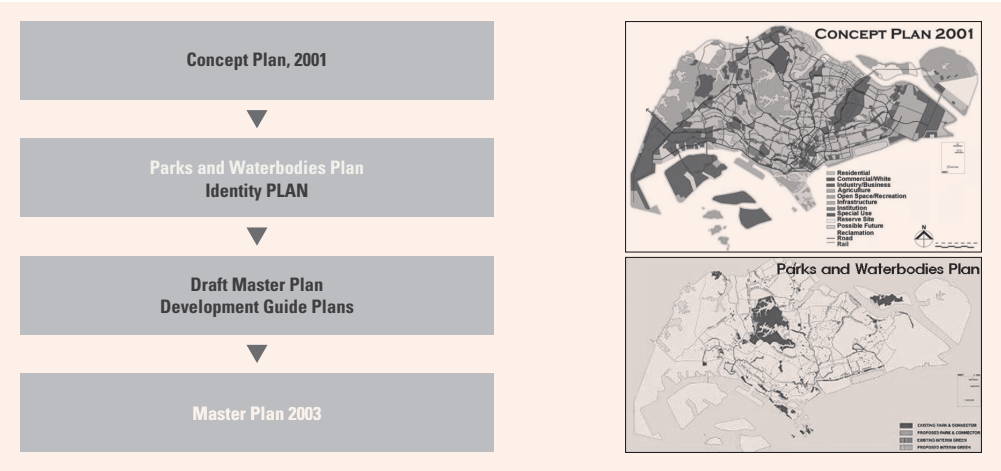 Concept Plan, 2001
Parks and Waterbodies Plan
Identity PLAN
Draft Master Plan
Development Guide Plans
Master Plan 2003
CONCEPT PLAN 2001
Residential
Commercial/White
Industry/Business
Agriculture
Open Space/Recreation
Infrastructure
Institution
Special Use
Reserve Site
Possible Future
Reclamation
Road
Rail
N
Parks and Waterbodies Plan
EXISTING PARK & CONNECTOR
PROPOSED PARK & CONNECTOR
EXISTING INTERIM GREEN
PROPOSED INTERIM GREEN